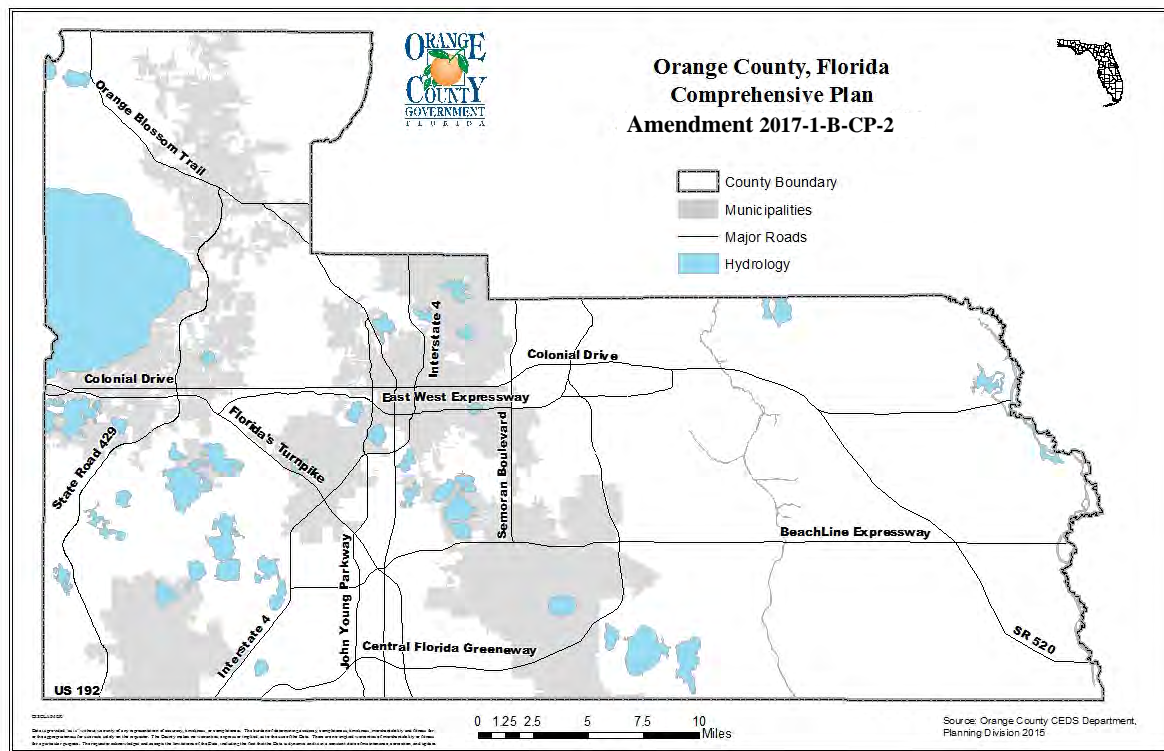 ORANGE
COUNTY
GOVERNMENT
FLORIDA
Orange County, Florida
Comprehensive Plan
Amendment 2017-1-B-CP-2
County Boundary
Municipalities
Major Roads
Hydrology
Orange Blossom Trail
Interstate 4
Colonial Drive
Colonial Drive
East West Expressway
Florida's Turnpike
State Road 429
Semoran Boulevard
BeachLine Expressway
John Young Parkway
Interstate 4
Central Florida Greeneway
SR 520
US 192
0 1.25 2.5 5 7.5 10
Miles
Source: Orange County CEDS Department,
Planning Division 2015